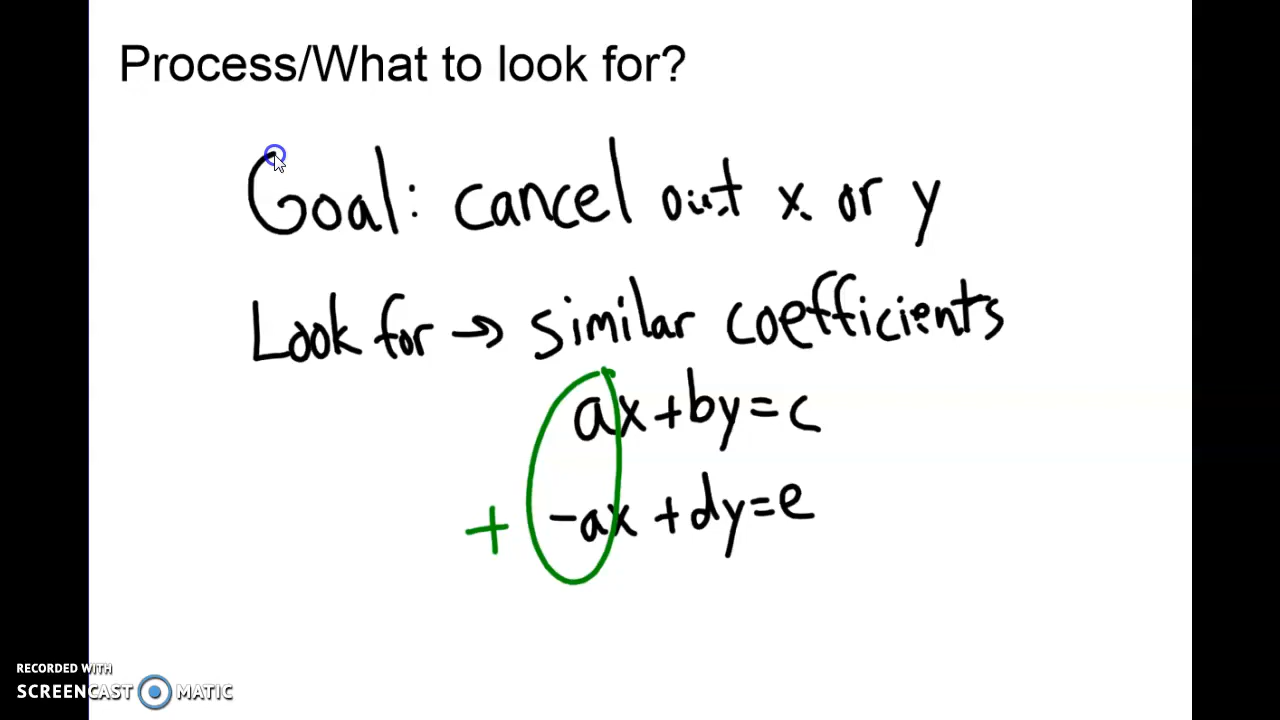 Process/What to look for?
Goal: cancel out x or y
Look for → similar coefficients
ax+by=c
+ -ax+dy=e
RECORDED WITH
SCREENCAST MATIC